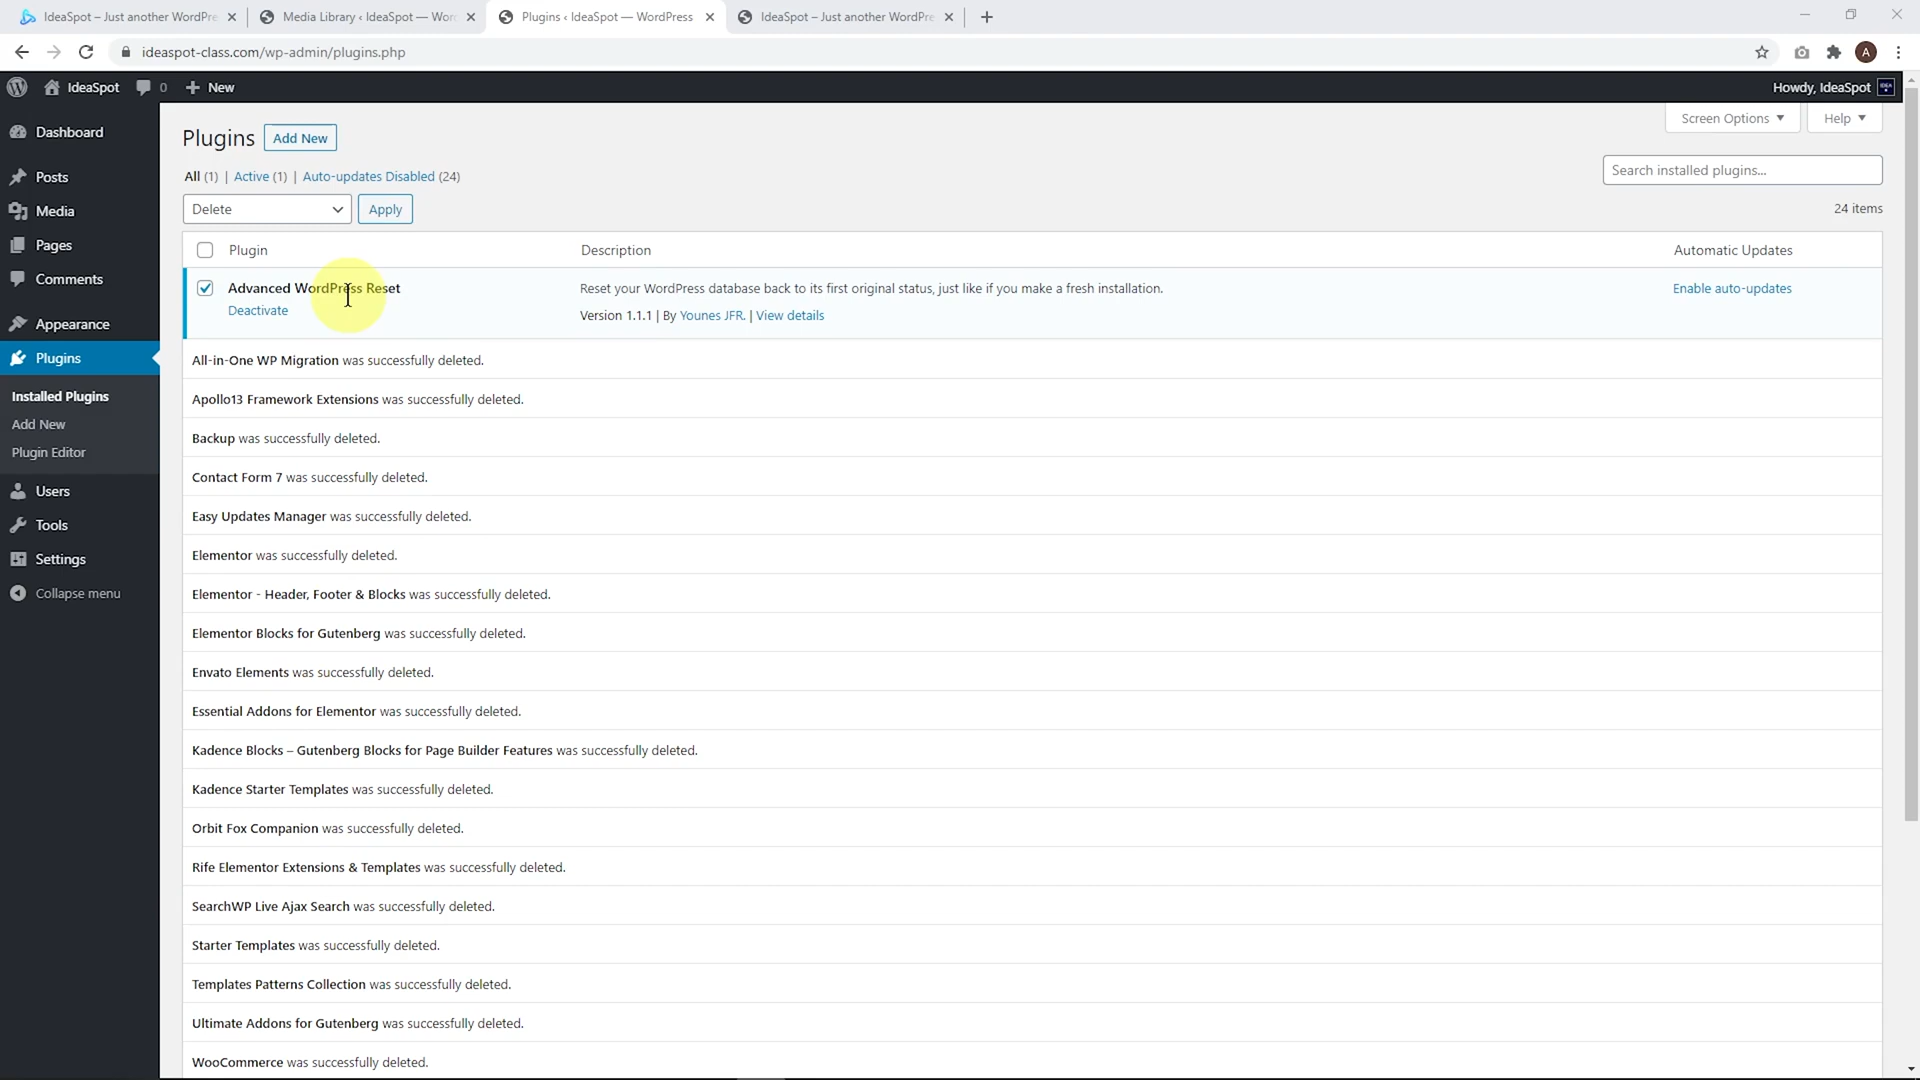 IdeaSpot – Just another WordPre
Media Library ‹ IdeaSpot — Word
Plugins ‹ IdeaSpot — WordPress
IdeaSpot – Just another WordPre
ideaspot-class.com/wp-admin/plugins.php
A
IdeaSpot
0
New
Howdy, IdeaSpot
Dashboard
Posts
Media
Pages
Comments
Appearance
Plugins
Installed Plugins
Add New
Plugin Editor
Users
Tools
Settings
Collapse menu
Screen Options
Help
Plugins
Add New
All (1) | Active (1) | Auto-updates Disabled (24)
Search installed plugins...
Delete
Apply
24 items
Plugin
Description
Automatic Updates
Advanced WordPress Reset
Deactivate
Reset your WordPress database back to its first original status, just like if you make a fresh installation.
Version 1.1.1 | By Younes JFR. | View details
Enable auto-updates
All-in-One WP Migration was successfully deleted.
Apollo13 Framework Extensions was successfully deleted.
Backup was successfully deleted.
Contact Form 7 was successfully deleted.
Easy Updates Manager was successfully deleted.
Elementor was successfully deleted.
Elementor - Header, Footer & Blocks was successfully deleted.
Elementor Blocks for Gutenberg was successfully deleted.
Envato Elements was successfully deleted.
Essential Addons for Elementor was successfully deleted.
Kadence Blocks – Gutenberg Blocks for Page Builder Features was successfully deleted.
Kadence Starter Templates was successfully deleted.
Orbit Fox Companion was successfully deleted.
Rife Elementor Extensions & Templates was successfully deleted.
SearchWP Live Ajax Search was successfully deleted.
Starter Templates was successfully deleted.
Templates Patterns Collection was successfully deleted.
Ultimate Addons for Gutenberg was successfully deleted.
WooCommerce was successfully deleted.